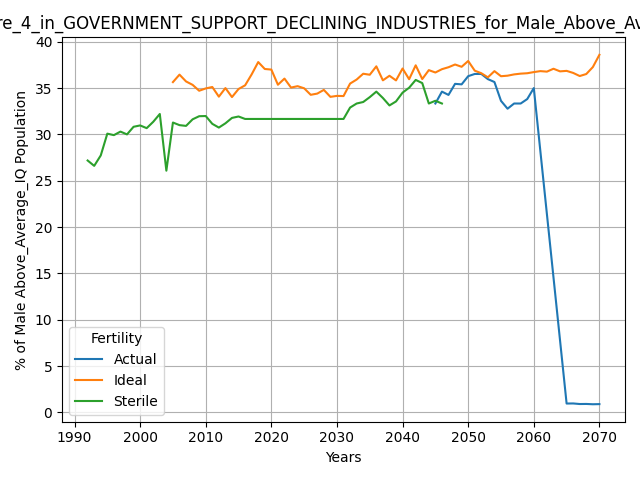 re_4_in_GOVERNMENT_SUPPORT_DECLINING_INDUSTRIES_for_Male_Above_Av
% of Male Above_Average_IQ Population
40
35
30
25
20
15
10
5
0
Fertility
Actual
Ideal
Sterile
1990 2000 2010 2020 2030 2040 2050 2060 2070
Years